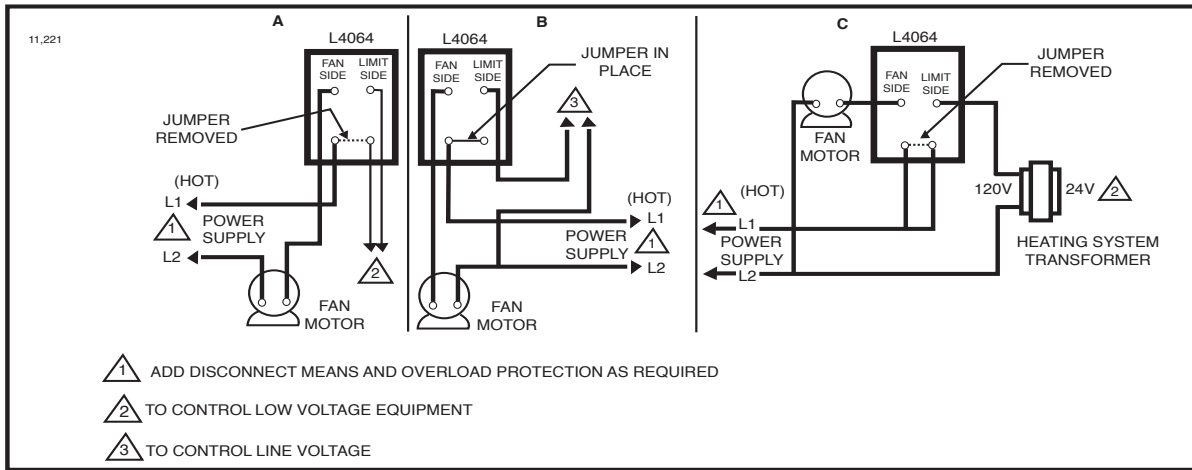 11,221
A
L4064
FAN
SIDE
LIMIT
SIDE
JUMPER
REMOVED
(HOT)
L1
1
POWER
SUPPLY
L2
2
FAN
MOTOR
B
L4064
FAN
SIDE
LIMIT
SIDE
JUMPER IN
PLACE
3
(HOT)
L1
POWER
SUPPLY
1
L2
FAN
MOTOR
C
L4064
JUMPER
REMOVED
FAN
SIDE
LIMIT
SIDE
FAN
MOTOR
1
(HOT)
L1
POWER
SUPPLY
L2
120V
24V
2
HEATING SYSTEM
TRANSFORMER
1 ADD DISCONNECT MEANS AND OVERLOAD PROTECTION AS REQUIRED
2 TO CONTROL LOW VOLTAGE EQUIPMENT
3 TO CONTROL LINE VOLTAGE